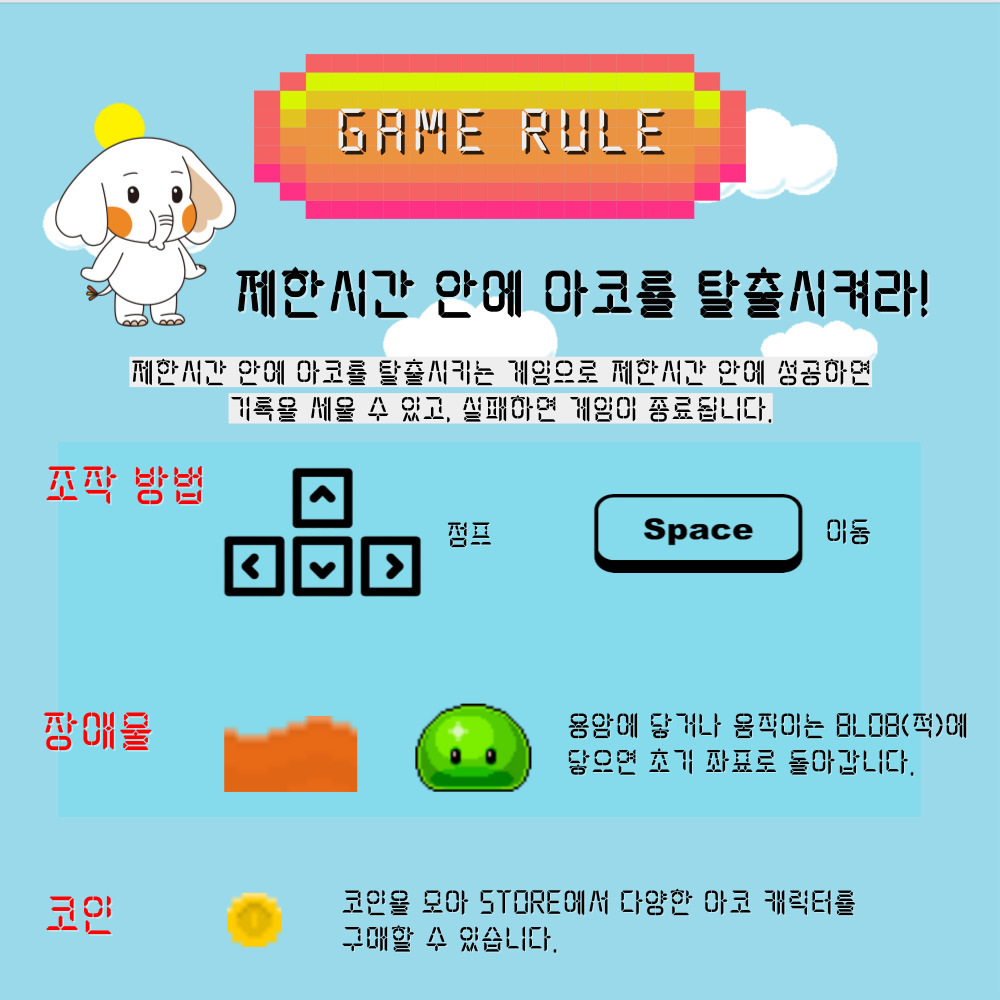 GAME RULE
제한시간 안에 아코를 탈출시켜라!
제한시간 안에 아코를 탈출시키는 게임으로 제한시간 안에 성공하면
기록을 세울 수 있고, 실패하면 게임이 종료됩니다.
조작 방법
점프
Space
이동
장애물
용암에 닿거나 움직이는 BLOB(적)에
닿으면 초기 좌표로 돌아갑니다.
코인
코인을 모아 STORE에서 다양한 아코 캐릭터를
구매할 수 있습니다.